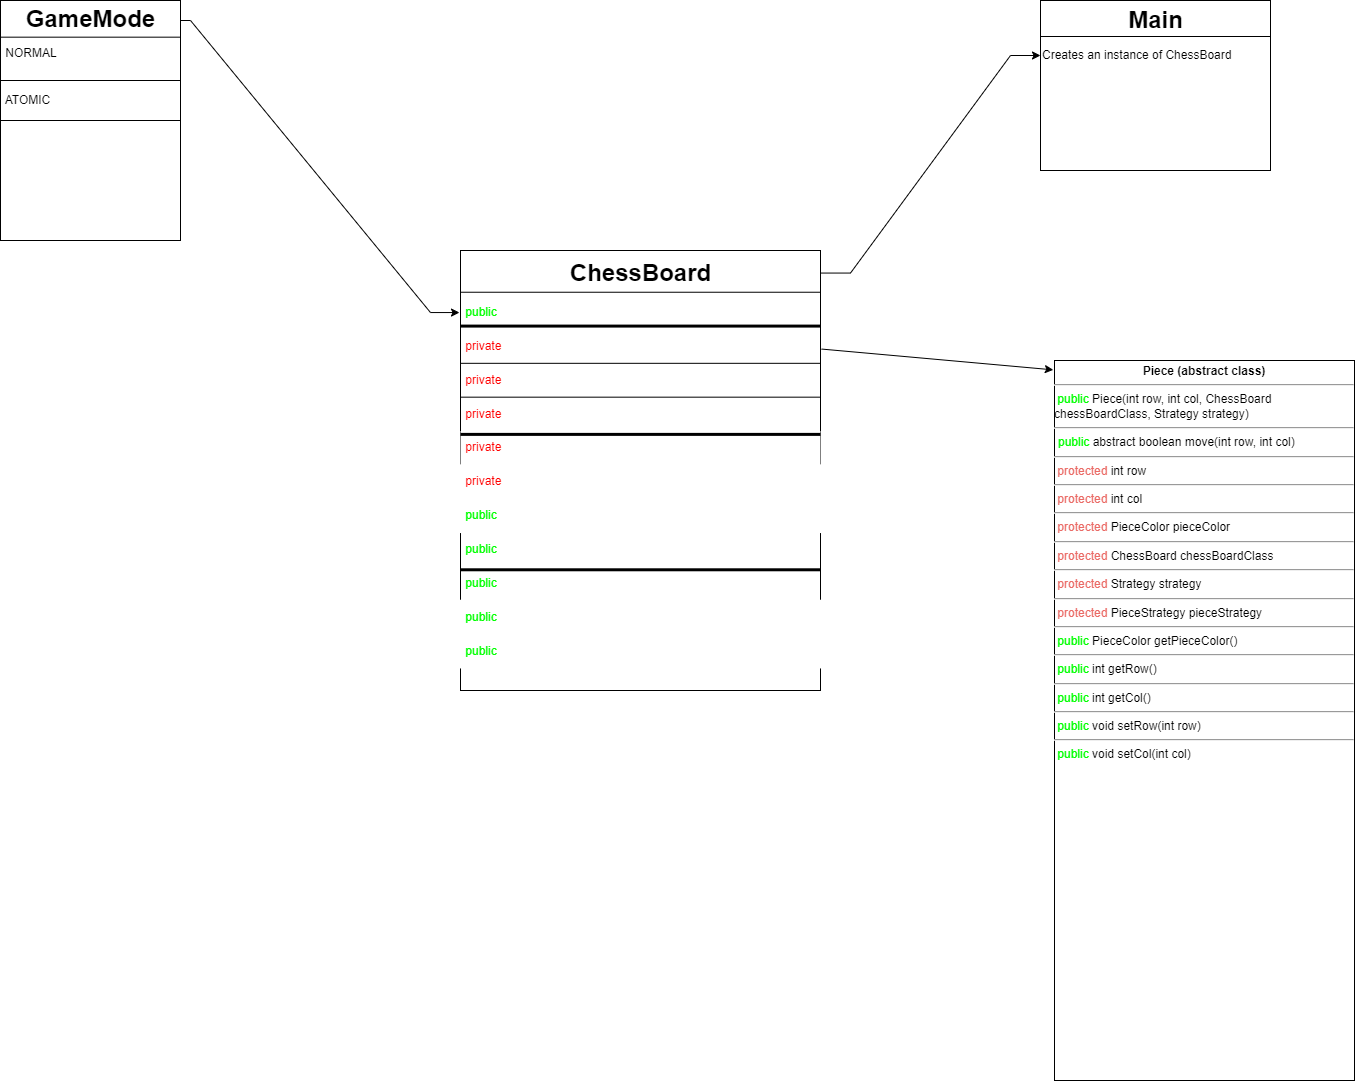 GameMode
NORMAL
ATOMIC
Main
Creates an instance of ChessBoard
ChessBoard
public
private
private
private
private
private
public
public
public
public
public
Piece (abstract class)
public Piece(int row, int col, ChessBoard
chessBoardClass, Strategy strategy)
public abstract boolean move(int row, int col)
protected int row
protected int col
protected PieceColor pieceColor
protected ChessBoard chessBoardClass
protected Strategy strategy
protected PieceStrategy pieceStrategy
public PieceColor getPieceColor()
public int getRow()
public int getCol()
public void setRow(int row)
public void setCol(int col)